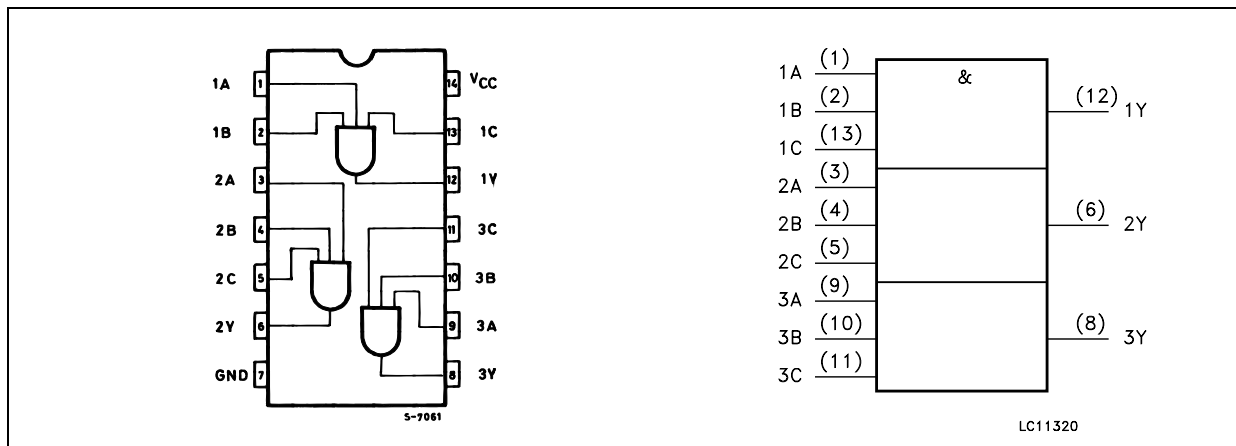 1A 1 14 VCC
1B 2 13 1C
2A 3 12 1Y
2B 4 11 3C
2C 5 10 3B
2Y 6 9 3A
GND 7 8 3Y
S-7061
&
1A (1)
1B (2)
1C (13)
2A (3)
2B (4)
2C (5)
3A (9)
3B (10)
3C (11)
(12) 1Y
(6) 2Y
(8) 3Y
LC11320